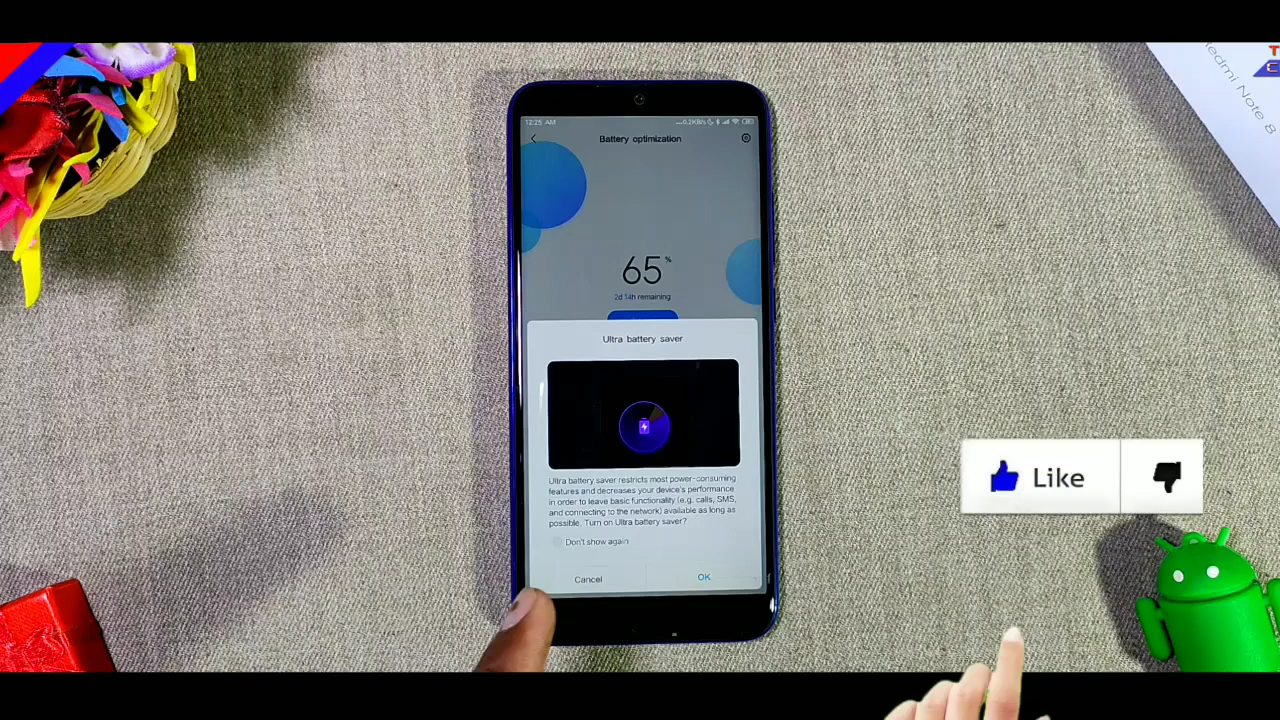 12:25 AM
Battery optimization
65%
2d 14h remaining
Ultra battery saver
Ultra battery saver restricts most power-consuming
features and decreases your device's performance
in order to leave basic functionality (e.g. calls, SMS,
and connecting to the network) available as long as
possible. Turn on Ultra battery saver?
Don't show again
Cancel
OK
Redmi Note 8
Like